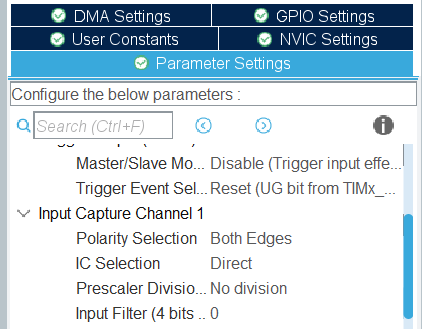 DMA Settings GPIO Settings
User Constants NVIC Settings
Parameter Settings
Configure the below parameters :
Search (Ctrl+F)
Master/Slave Mo... Disable (Trigger input effe...
Trigger Event Sel... Reset (UG bit from TIMx_...
Input Capture Channel 1
Polarity Selection Both Edges
IC Selection Direct
Prescaler Divisio... No division
Input Filter (4 bits ... 0